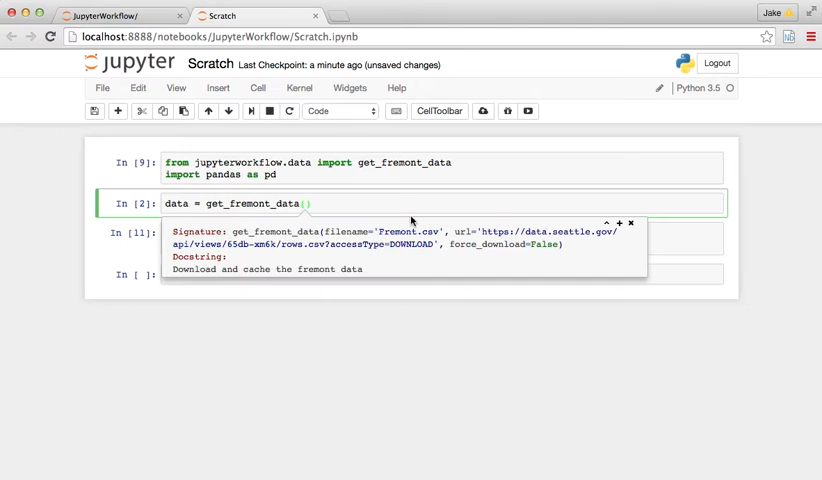 JupyterWorkflow/
Scratch
Jake
localhost:8888/notebooks/JupyterWorkflow/Scratch.ipynb
Nb
jupyter Scratch Last Checkpoint: a minute ago (unsaved changes)
Logout
File Edit View Insert Cell Kernel Widgets Help
Python 3.5
Code
CellToolbar
In [9]: from jupyterworkflow.data import get_fremont_data
import pandas as pd
In [2]: data = get_fremont_data()
In [11]:
Signature: get_fremont_data(filename='Fremont.csv', url='https://data.seattle.gov/
api/views/65db-xm6k/rows.csv?accessType=DOWNLOAD', force_download=False)
Docstring:
Download and cache the fremont data
In [ ]: